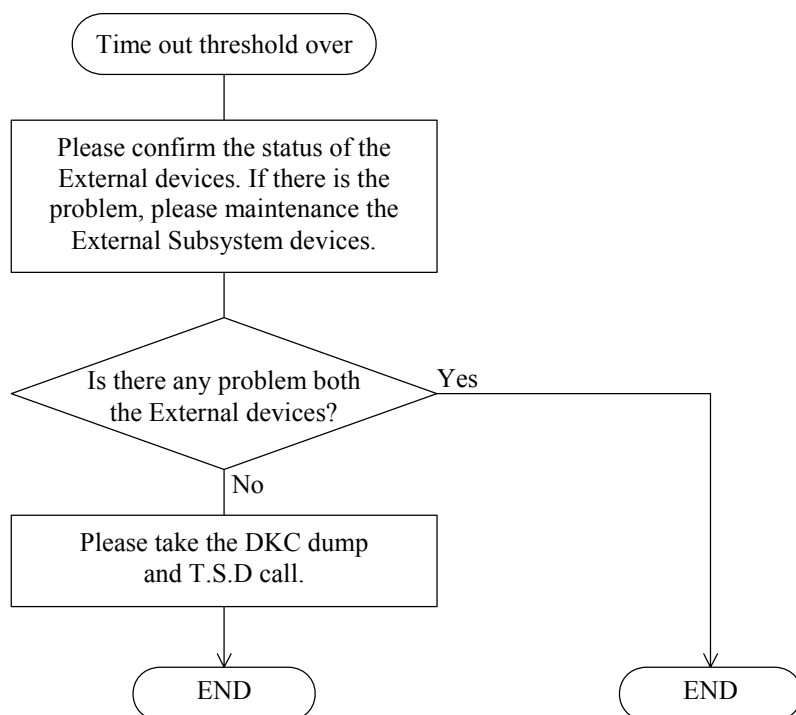 Time out threshold over
Please confirm the status of the
External devices. If there is the
problem, please maintenance the
External Subsystem devices.
Is there any problem both
the External devices?
Yes
No
Please take the DKC dump
and T.S.D call.
END
END